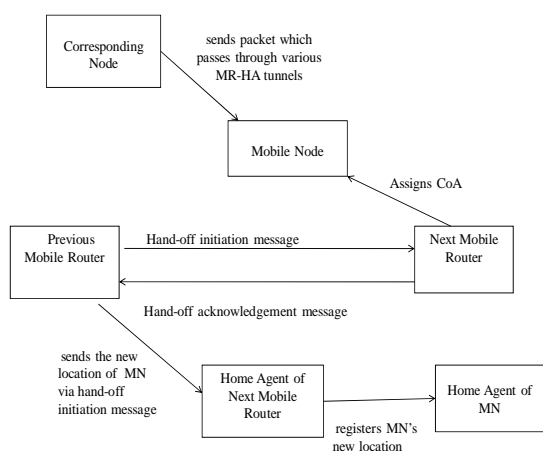 Corresponding
Node
sends packet which
passes through various
MR-HA tunnels
Mobile Node
Assigns CoA
Previous
Mobile Router
Hand-off initiation message
Next Mobile
Router
Hand-off acknowledgement message
sends the new
location of MN
via hand-off
initiation message
Home Agent of
Next Mobile
Router
registers MN's
new location
Home Agent of
MN